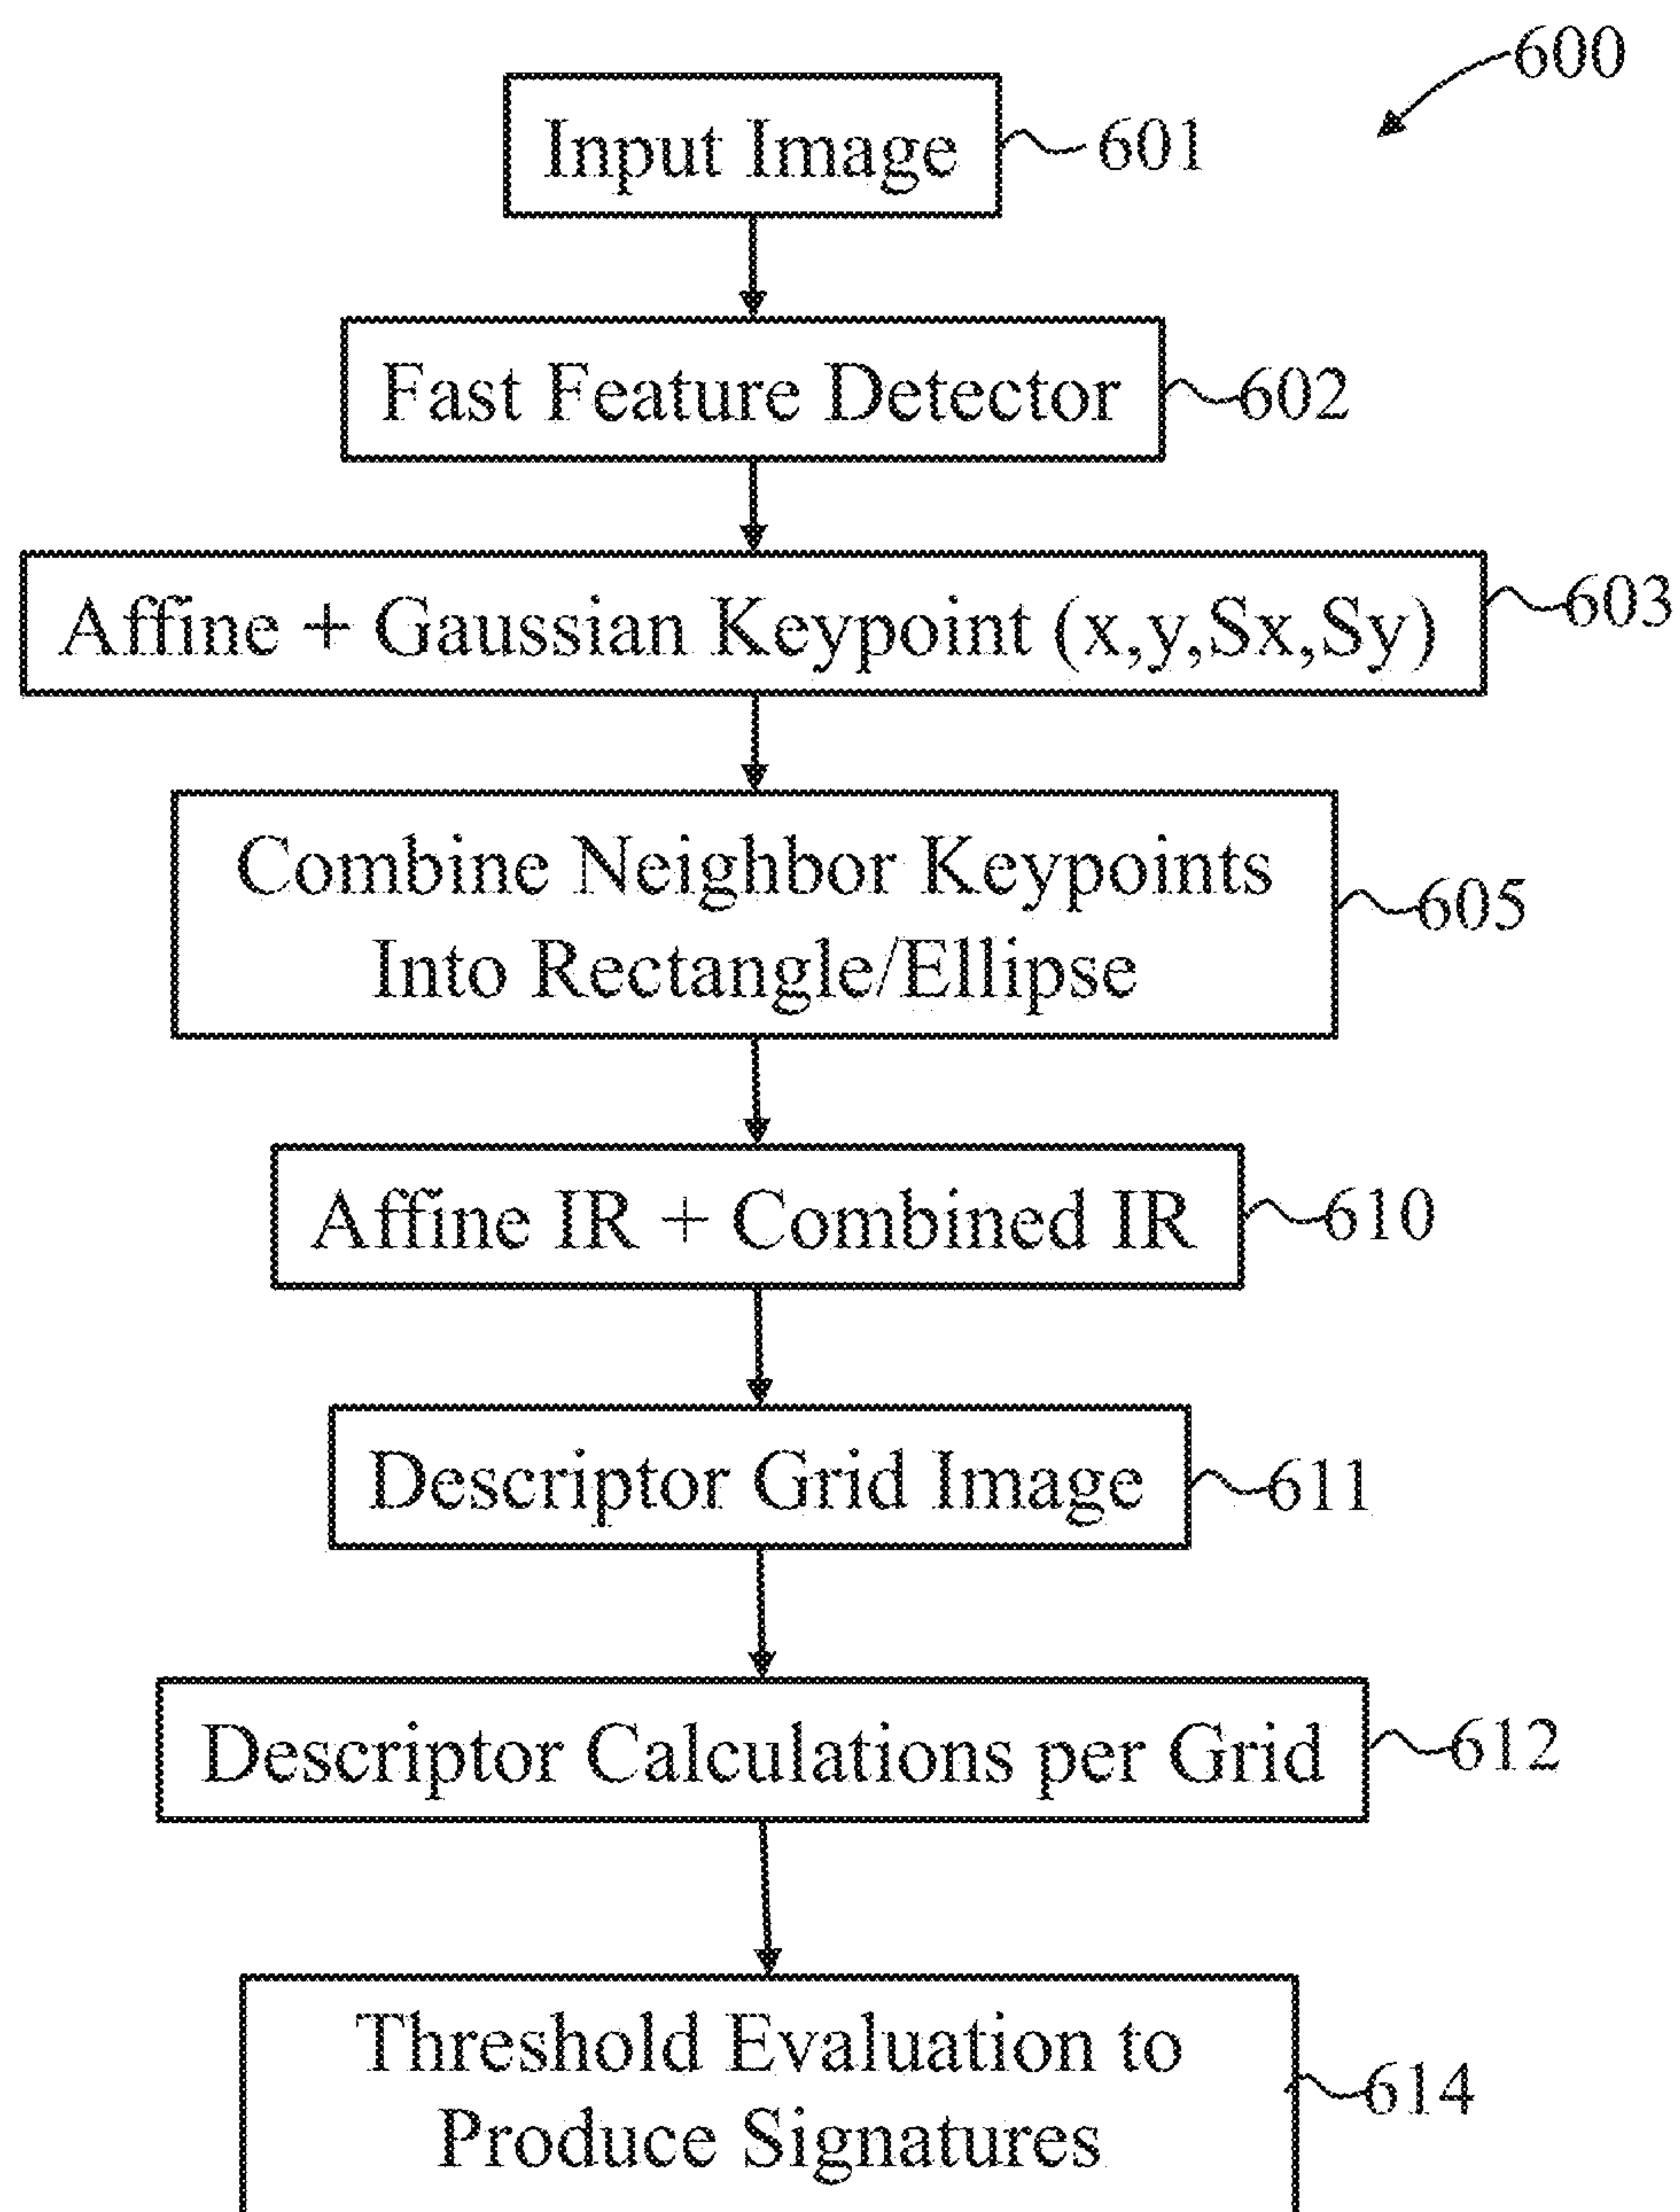 600
Input Image
601
Fast Feature Detector
602
Affine + Gaussian Keypoint (x,y,Sx,Sy)
603
Combine Neighbor Keypoints
Into Rectangle/Ellipse
605
Affine IR + Combined IR
610
Descriptor Grid Image
611
Descriptor Calculations per Grid
612
Threshold Evaluation to
Produce Signatures
614